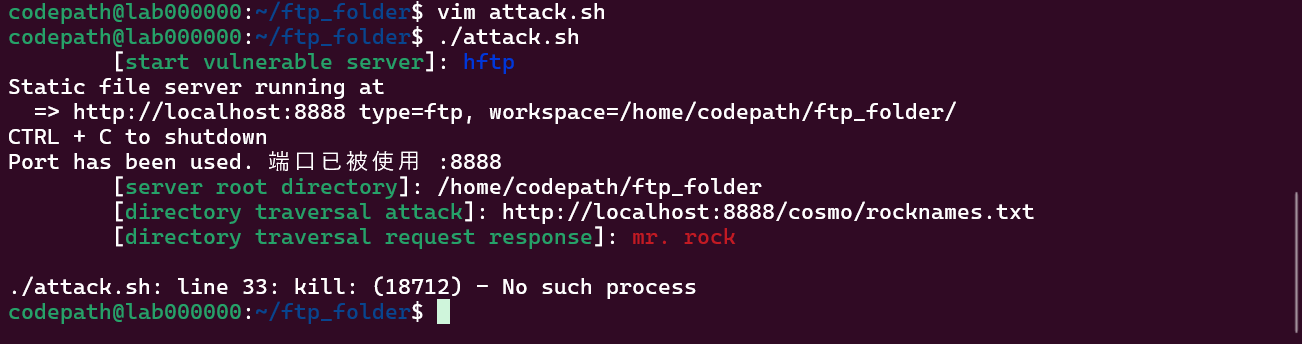 codepath@lab000000:~/ftp_folder$ vim attack.sh
codepath@lab000000:~/ftp_folder$ ./attack.sh
[start vulnerable server]: hftp
Static file server running at
=> http://localhost:8888 type=ftp, workspace=/home/codepath/ftp_folder/
CTRL + C to shutdown
Port has been used. 端口已被使用 :8888
[server root directory]: /home/codepath/ftp_folder
[directory traversal attack]: http://localhost:8888/cosmo/rocknames.txt
[directory traversal request response]: mr. rock
./attack.sh: line 33: kill: (18712) - No such process
codepath@lab000000:~/ftp_folder$